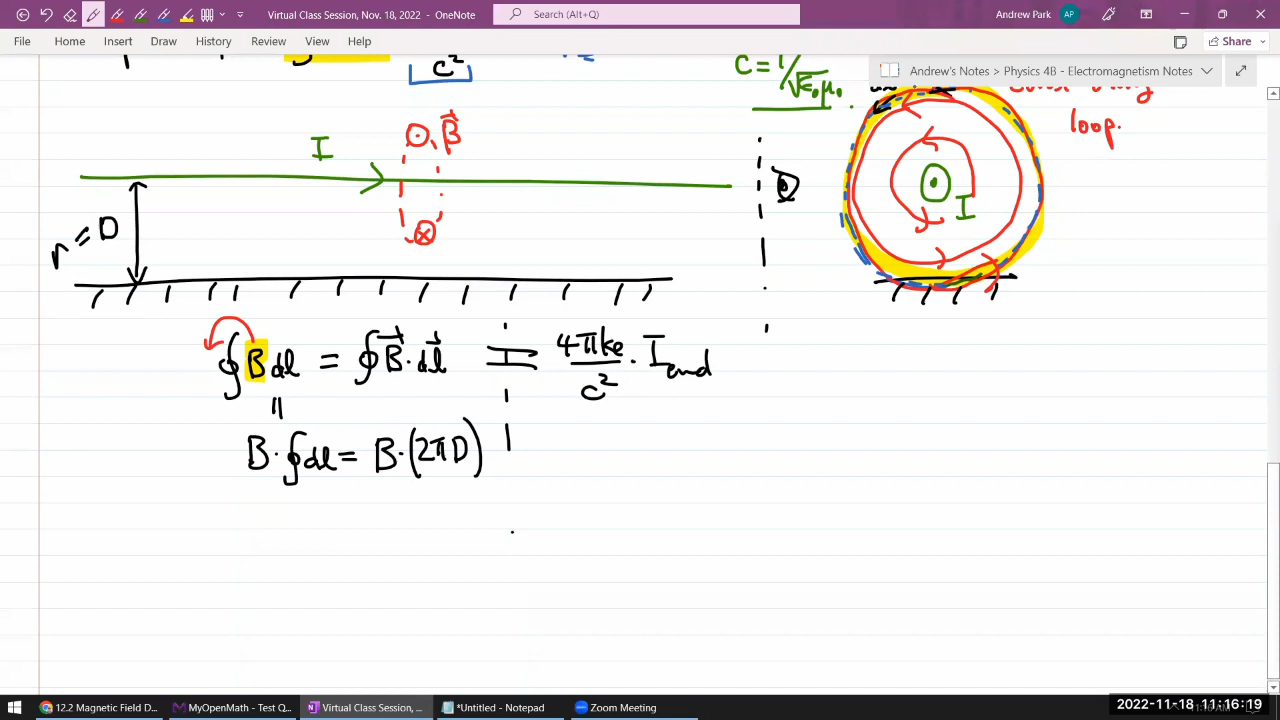 Virtual Class Session, Nov. 18, 2022 - OneNote
Search (Alt+Q)
Andrew Park
AP
File Home Insert Draw History Review View Help
Share
Andrew's Notes > Physics 4B - Electromagnet... Notes
c²
C = 1/√ε₀μ₀
loop.
I
⊙, B⃗
r = D
⊗
I
∮ B dl = ∮ B⃗ · dl⃗ = 4πke/c² · I
=
B · ∮ dl = B · (2πD)
12.2 Magnetic Field D...
MyOpenMath - Test Q...
Virtual Class Session, ...
*Untitled - Notepad
Zoom Meeting
2022-11-18 11:16:19